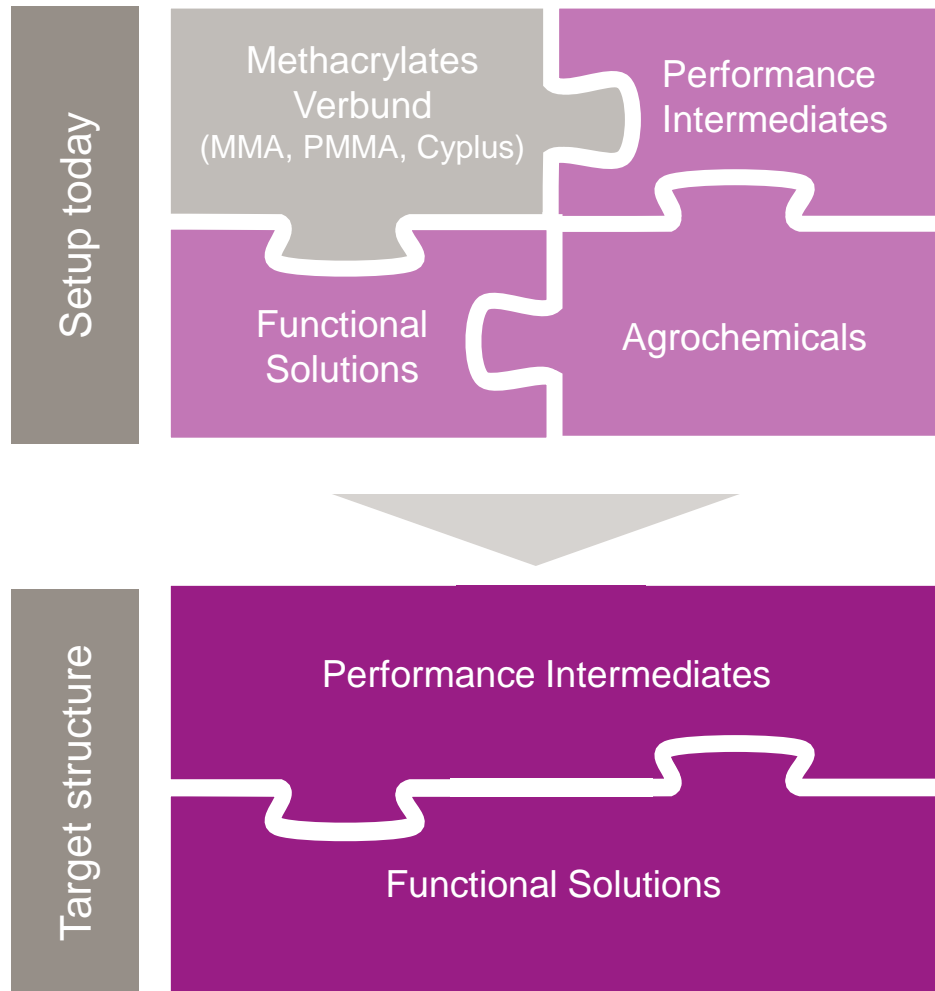 Setup today
Methacrylates
Verbund
(MMA, PMMA, Cyplus)
Performance
Intermediates
Functional
Solutions
Agrochemicals
Target structure
Performance Intermediates
Functional Solutions